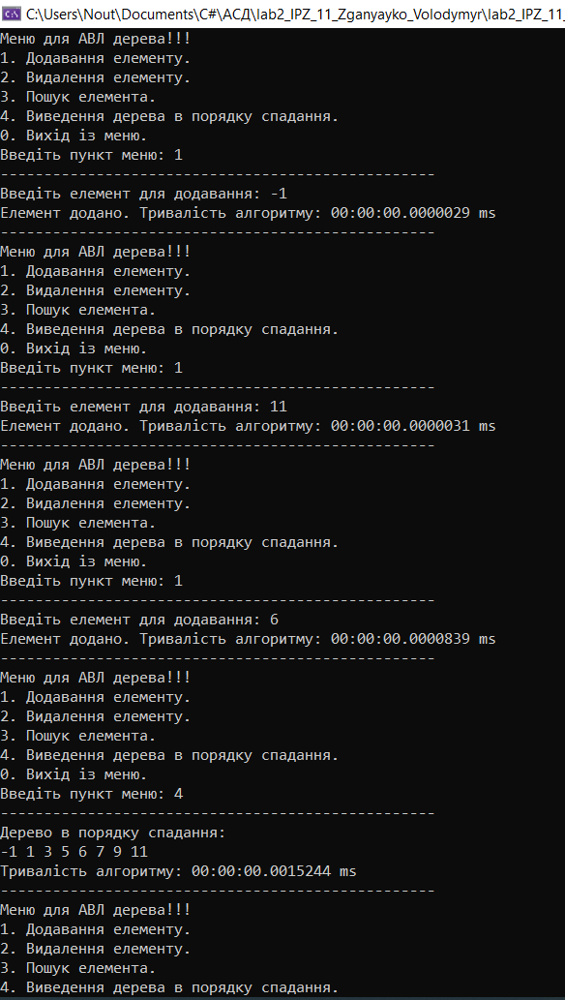 C:\Users\Nout\Documents\C#\АСД\lab2_IPZ_11_Zganyayko_Volodymyr\lab2_IPZ_11_
Меню для АВЛ дерева!!!
1. Додавання елементу.
2. Видалення елементу.
3. Пошук елемента.
4. Виведення дерева в порядку спадання.
0. Вихід із меню.
Введіть пункт меню: 1
--------------------------------------------------
Введіть елемент для додавання: -1
Елемент додано. Тривалість алгоритму: 00:00:00.0000029 ms
--------------------------------------------------
Меню для АВЛ дерева!!!
1. Додавання елементу.
2. Видалення елементу.
3. Пошук елемента.
4. Виведення дерева в порядку спадання.
0. Вихід із меню.
Введіть пункт меню: 1
--------------------------------------------------
Введіть елемент для додавання: 11
Елемент додано. Тривалість алгоритму: 00:00:00.0000031 ms
--------------------------------------------------
Меню для АВЛ дерева!!!
1. Додавання елементу.
2. Видалення елементу.
3. Пошук елемента.
4. Виведення дерева в порядку спадання.
0. Вихід із меню.
Введіть пункт меню: 1
--------------------------------------------------
Введіть елемент для додавання: 6
Елемент додано. Тривалість алгоритму: 00:00:00.0000839 ms
--------------------------------------------------
Меню для АВЛ дерева!!!
1. Додавання елементу.
2. Видалення елементу.
3. Пошук елемента.
4. Виведення дерева в порядку спадання.
0. Вихід із меню.
Введіть пункт меню: 4
--------------------------------------------------
Дерево в порядку спадання:
-1 1 3 5 6 7 9 11
Тривалість алгоритму: 00:00:00.0015244 ms
--------------------------------------------------
Меню для АВЛ дерева!!!
1. Додавання елементу.
2. Видалення елементу.
3. Пошук елемента.
4. Виведення дерева в порядку спадання.